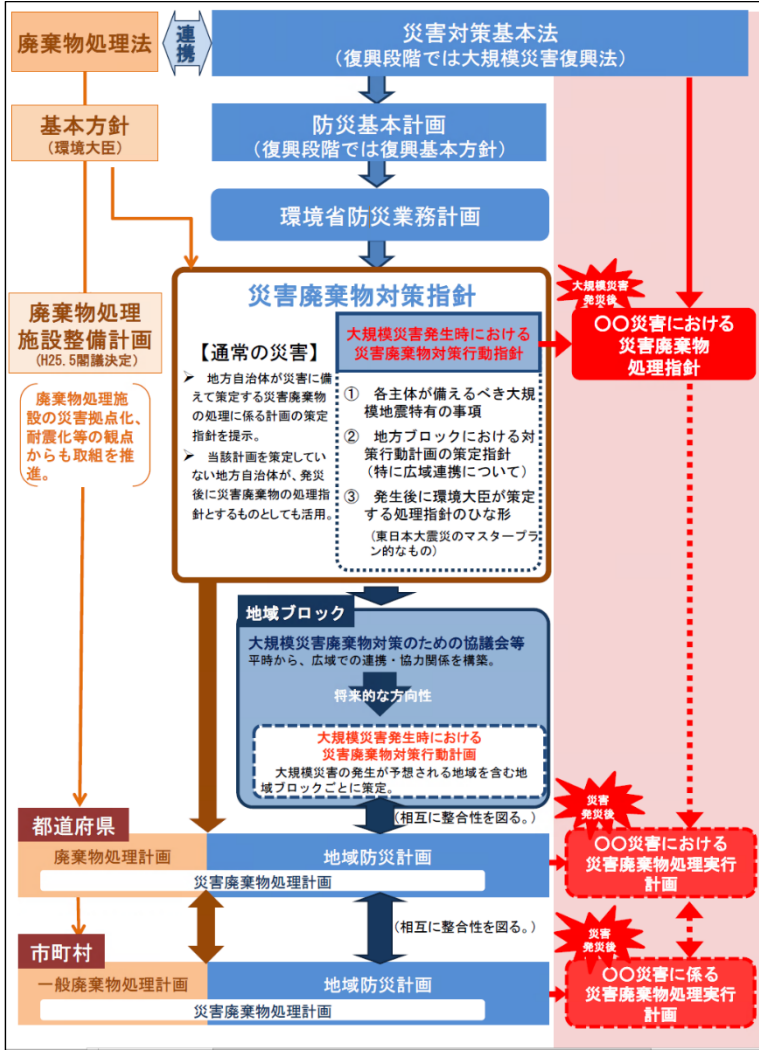 廃棄物処理法
連携
災害対策基本法
(復興段階では大規模災害復興法)
基本方針
(環境大臣)
防災基本計画
(復興段階では復興基本方針)
環境省防災業務計画
災害廃棄物対策指針
【通常の災害】
➢ 地方自治体が災害に備
えて策定する災害廃棄物
の処理に係る計画の策定
指針を提示。
➢ 当該計画を策定してい
ない地方自治体が、発災
後に災害廃棄物の処理指
針とするものとしても活用。
大規模災害発生時における
災害廃棄物対策行動指針
① 各主体が備えるべき大規
模地震特有の事項
② 地方ブロックにおける対
策行動計画の策定指針
(特に広域連携について)
③ 発生後に環境大臣が策定
する処理指針のひな形
(東日本大震災のマスタープラ
ン的なもの)
大規模災害
発災後
〇〇災害における
災害廃棄物
処理指針
廃棄物処理
施設整備計画
(H25.5閣議決定)
廃棄物処理施
設の災害拠点化、
耐震化等の観点
からも取組を推
進。
地域ブロック
大規模災害廃棄物対策のための協議会等
平時から、広域での連携・協力関係を構築。
将来的な方向性
大規模災害発生時における
災害廃棄物対策行動計画
大規模災害の発生が予想される地域を含む地
域ブロックごとに策定。
(相互に整合性を図る。)
都道府県
廃棄物処理計画
地域防災計画
災害廃棄物処理計画
災害
発災後
〇〇災害における
災害廃棄物処理実行
計画
(相互に整合性を図る。)
市町村
一般廃棄物処理計画
地域防災計画
災害廃棄物処理計画
災害
発災後
〇〇災害に係る
災害廃棄物処理実行
計画